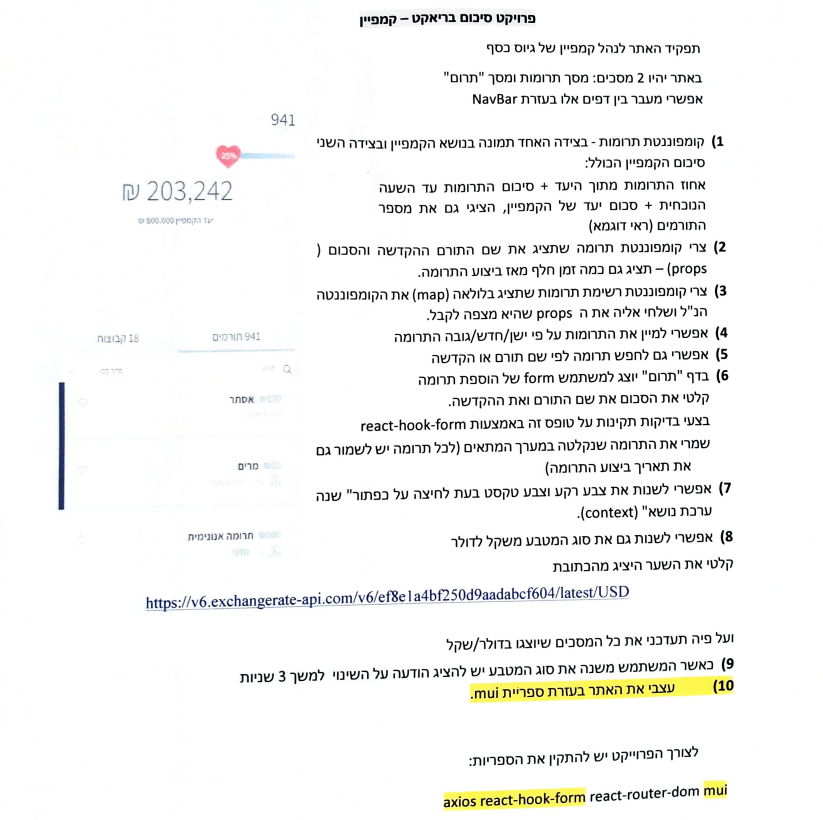 פרויקט סיכום בריאקט – קמפיין
תפקיד האתר לנהל קמפיין של גיוס כסף
באתר יהיו 2 מסכים: מסך תרומות ומסך "תרום"
אפשרי מעבר בין דפים אלו בעזרת NavBar
1) קומפוננטת תרומות - בצידה האחד תמונה בנושא הקמפיין ובצידה השני
סיכום הקמפיין הכולל:
אחוז התרומות מתוך היעד + סיכום התרומות עד השעה
הנוכחית + סכום יעד של הקמפיין, הציגי גם את מספר
התורמים (ראי דוגמא)
2) צרי קומפוננטת תרומה שתציג את שם התורם ההקדשה והסכום (
props) – תציג גם כמה זמן חלף מאז ביצוע התרומה.
3) צרי קומפוננטת רשימת תרומות שתציג בלולאה (map) את הקומפוננטה
הנ"ל ושלחי אליה את ה props שהיא מצפה לקבל.
4) אפשרי למיין את התרומות על פי ישן/חדש/גובה התרומה
5) אפשרי גם לחפש תרומה לפי שם תורם או הקדשה
6) בדף "תרום" יוצג למשתמש form של הוספת תרומה
קלטי את הסכום את שם התורם ואת ההקדשה.
בצעי בדיקות תקינות על טופס זה באמצעות react-hook-form
שמרי את התרומה שנקלטה במערך המתאים (לכל תרומה יש לשמור גם
את תאריך ביצוע התרומה)
7) אפשרי לשנות את צבע רקע וצבע טקסט בעת לחיצה על כפתור" שנה
ערכת נושא" (context).
8) אפשרי לשנות גם את סוג המטבע משקל לדולר
קלטי את השער היציג מהכתובת
https://v6.exchangerate-api.com/v6/ef8e1a4bf250d9aadabcf604/latest/USD
ועל פיה תעדכני את כל המסכים שיוצגו בדולר/שקל
9) כאשר המשתמש משנה את סוג המטבע יש להציג הודעה על השינוי למשך 3 שניות
10) עצבי את האתר בעזרת ספריית mui.
לצורך הפרוייקט יש להתקין את הספריות:
axios react-hook-form react-router-dom mui
941
25%
203,242 ₪
יעד הקמפיין 800,000 ₪
941 תורמים
18 קבוצות
אסתר
מרים
תרומה אנונימית